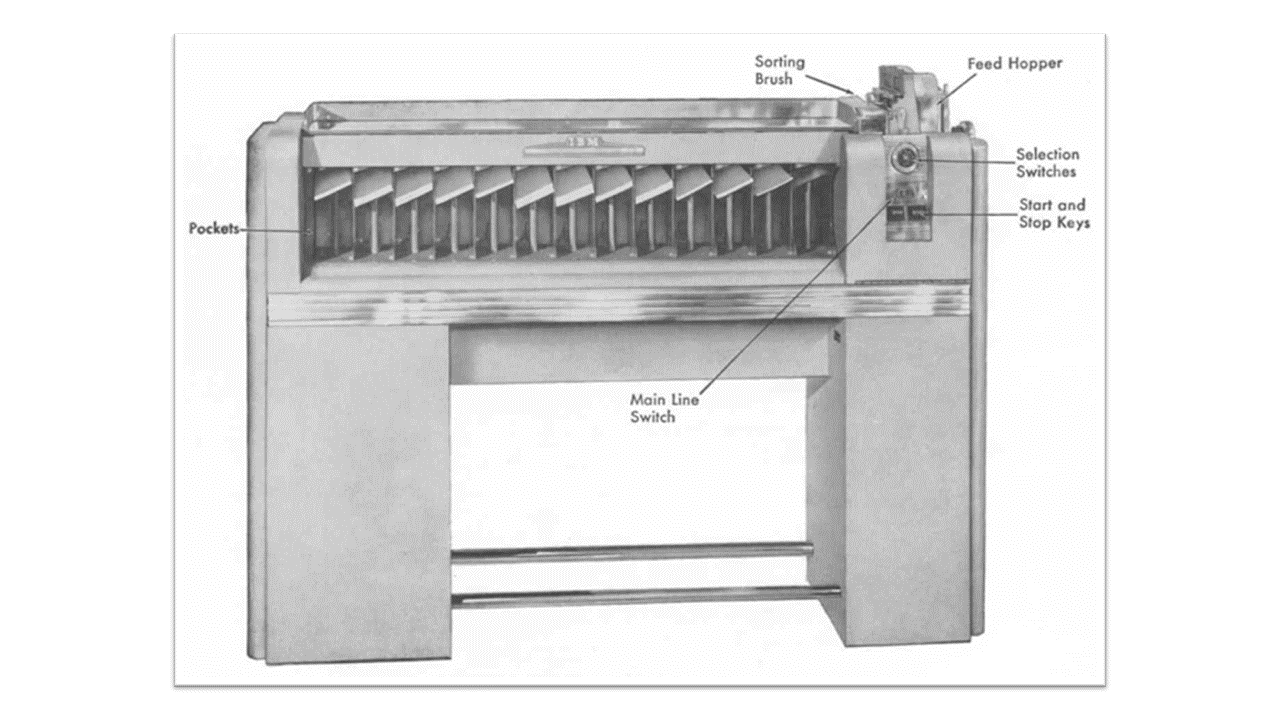 Sorting
Brush
Feed Hopper
IBM
Selection
Switches
Start and
Stop Keys
Pockets
Main Line
Switch